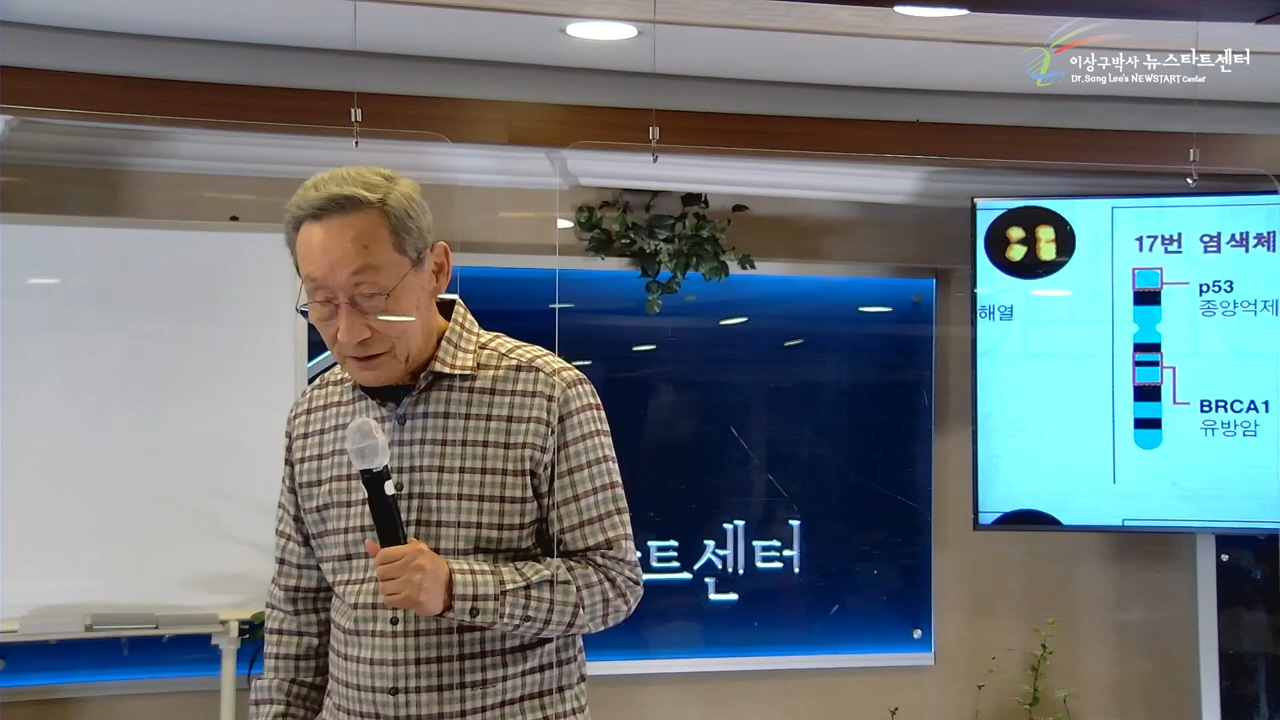 이상구박사 뉴스타트센터
Dr. Sang Lee's NEWSTART Center
17번 염색체
p53
종양억제
해열
BRCA1
유방암
트센터